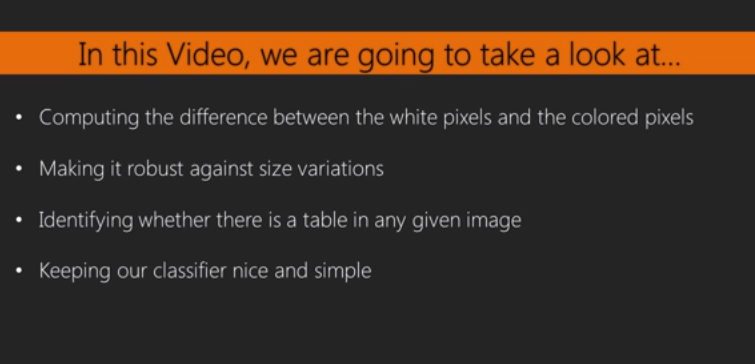 In this Video, we are going to take a look at...
• Computing the difference between the white pixels and the colored pixels
• Making it robust against size variations
• Identifying whether there is a table in any given image
• Keeping our classifier nice and simple